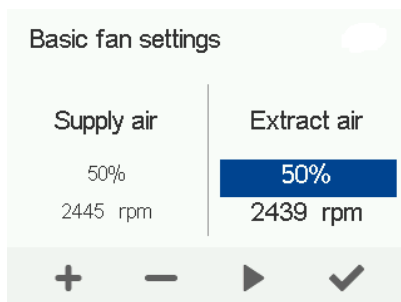 Basic fan settings
Supply air
50%
2445 rpm
Extract air
50%
2439 rpm